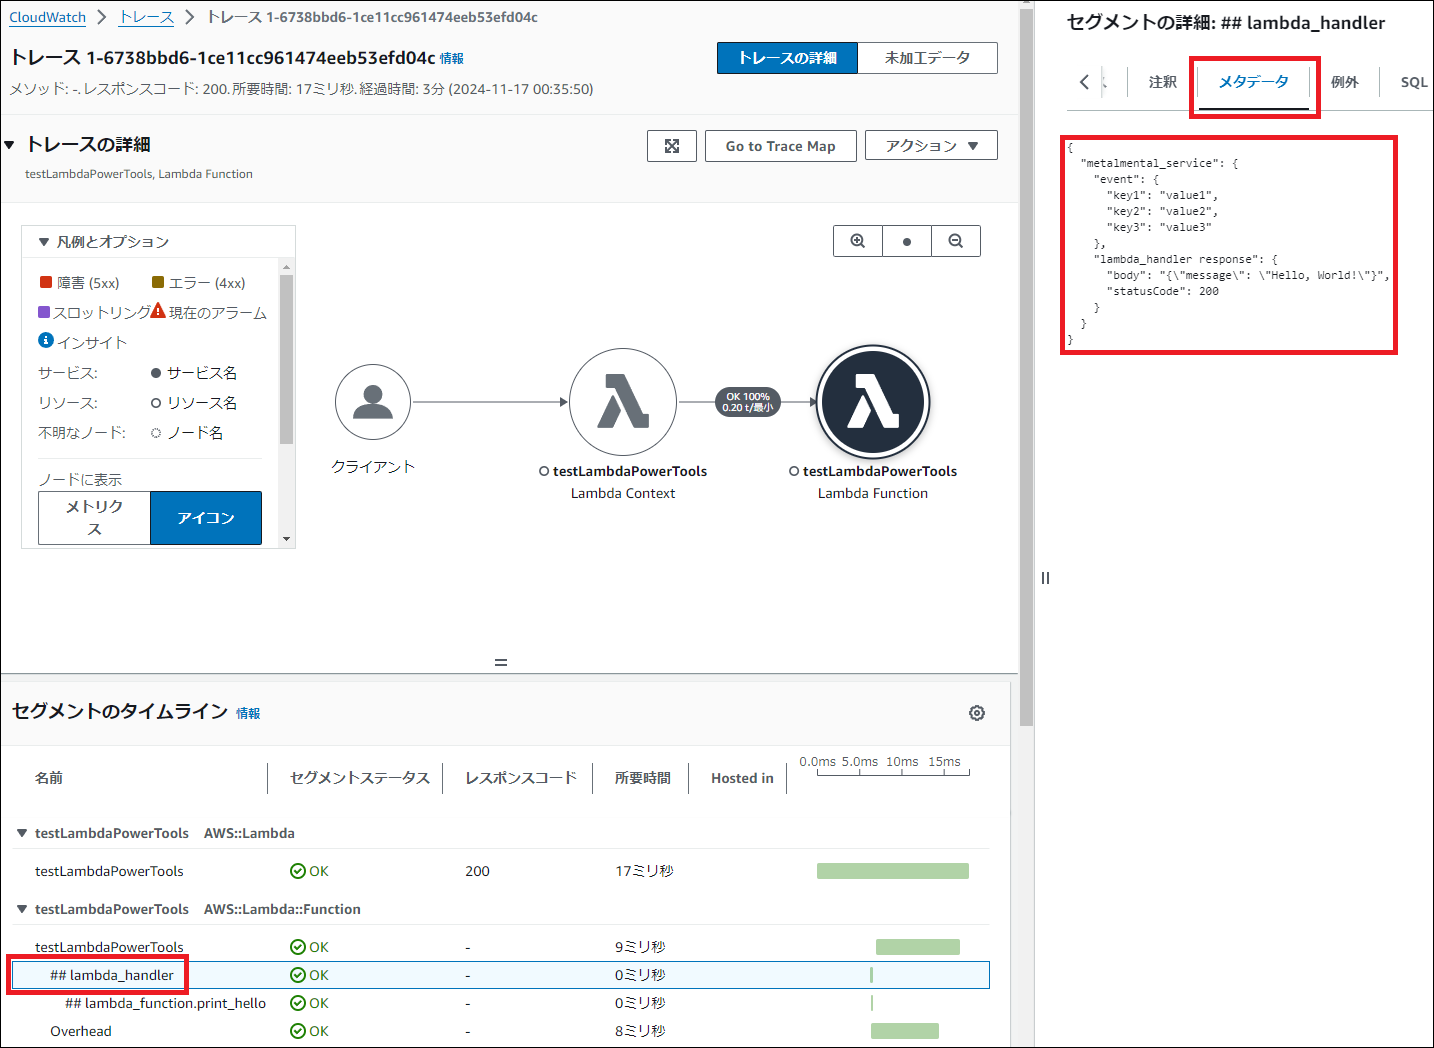 CloudWatch > トレース > トレース 1-6738bbd6-1ce11cc961474eeb53efd04c
トレース 1-6738bbd6-1ce11cc961474eeb53efd04c 情報
トレースの詳細
未加工データ
メソッド: -. レスポンスコード: 200. 所要時間: 17ミリ秒. 経過時間: 3分 (2024-11-17 00:35:50)
トレースの詳細
testLambdaPowerTools, Lambda Function
Go to Trace Map
アクション
凡例とオプション
障害 (5xx)
エラー (4xx)
スロットリング
現在のアラーム
インサイト
サービス: サービス名
リソース: リソース名
不明なノード: ノード名
ノードに表示
メトリク
ス
アイコン
クライアント
testLambdaPowerTools
Lambda Context
OK 100%
0.20 t/最小
testLambdaPowerTools
Lambda Function
セグメントのタイムライン 情報
名前 セグメントステータス レスポンスコード 所要時間 Hosted in 0.0ms 5.0ms 10ms 15ms
testLambdaPowerTools AWS::Lambda
testLambdaPowerTools OK 200 17ミリ秒
testLambdaPowerTools AWS::Lambda::Function
testLambdaPowerTools OK - 9ミリ秒
## lambda_handler OK - 0ミリ秒
## lambda_function.print_hello OK - 0ミリ秒
Overhead OK - 8ミリ秒
セグメントの詳細: ## lambda_handler
注釈 メタデータ 例外 SQL
{
"metalmental_service": {
"event": {
"key1": "value1",
"key2": "value2",
"key3": "value3"
},
"lambda_handler response": {
"body": "{\"message\": \"Hello, World!\"}",
"statusCode": 200
}
}
}